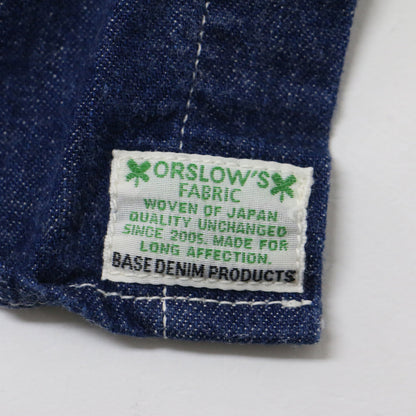 ORSLOW'S
FABRIC
WOVEN OF JAPAN
QUALITY UNCHANGED
SINCE 2005. MADE FOR
LONG AFFECTION.
BASE DENIM PRODUCTS